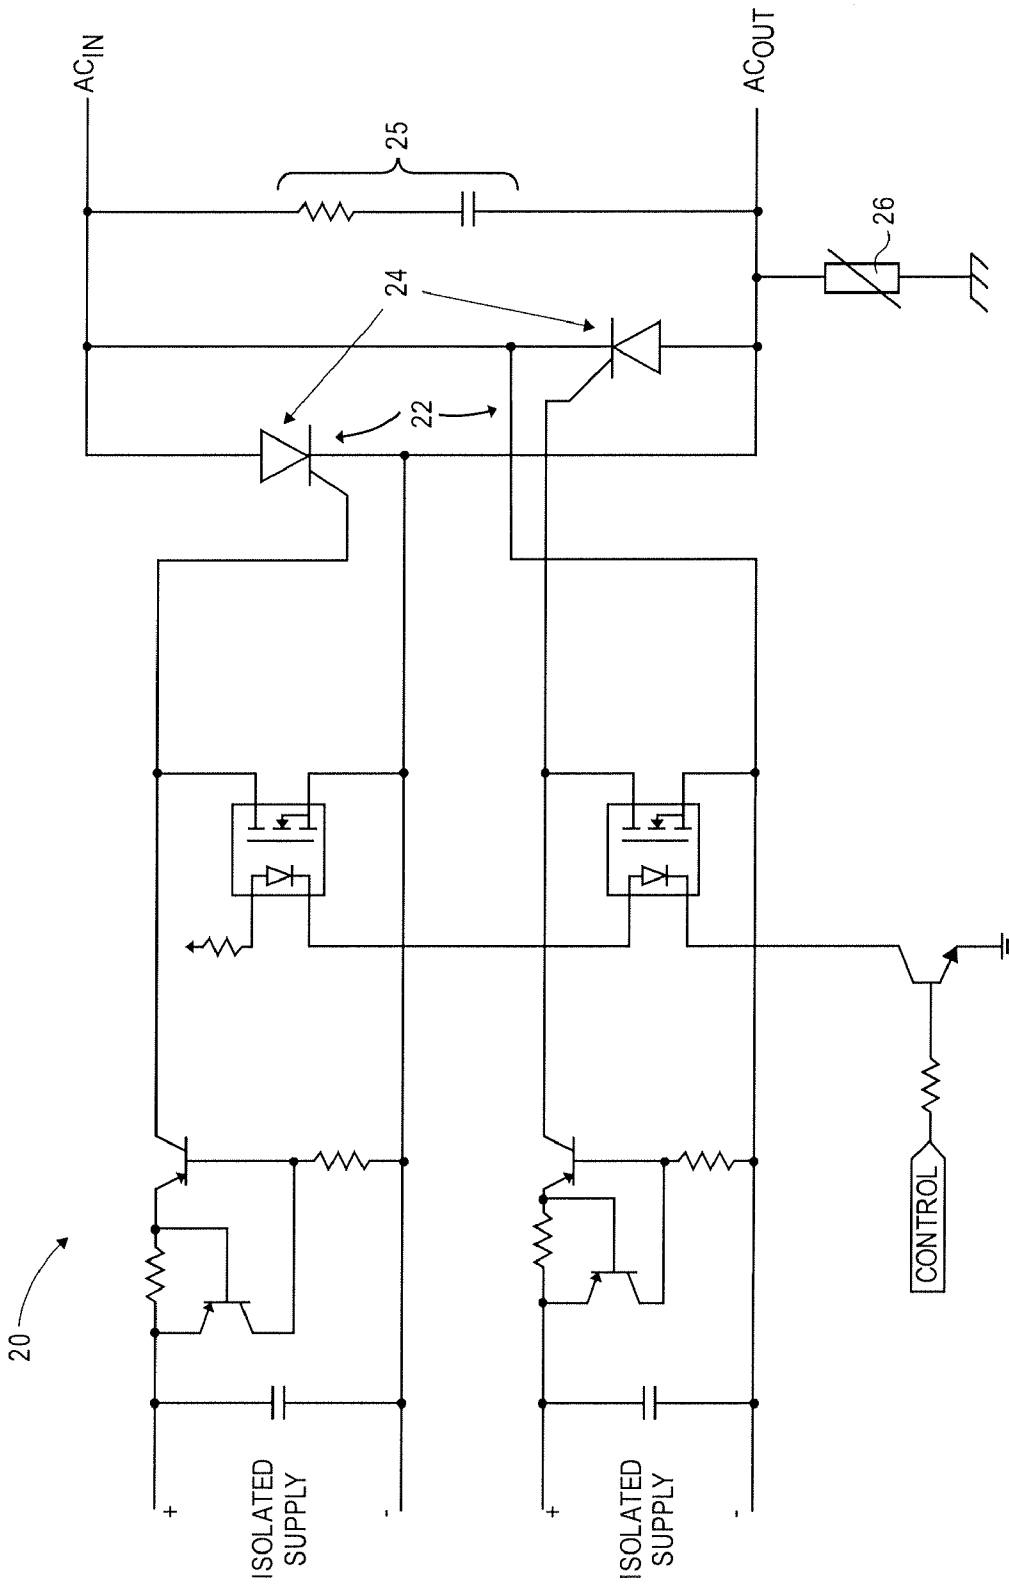 20
+
ISOLATED
SUPPLY
-
+
ISOLATED
SUPPLY
-
CONTROL
22
24
25
26
AC_IN
AC_OUT